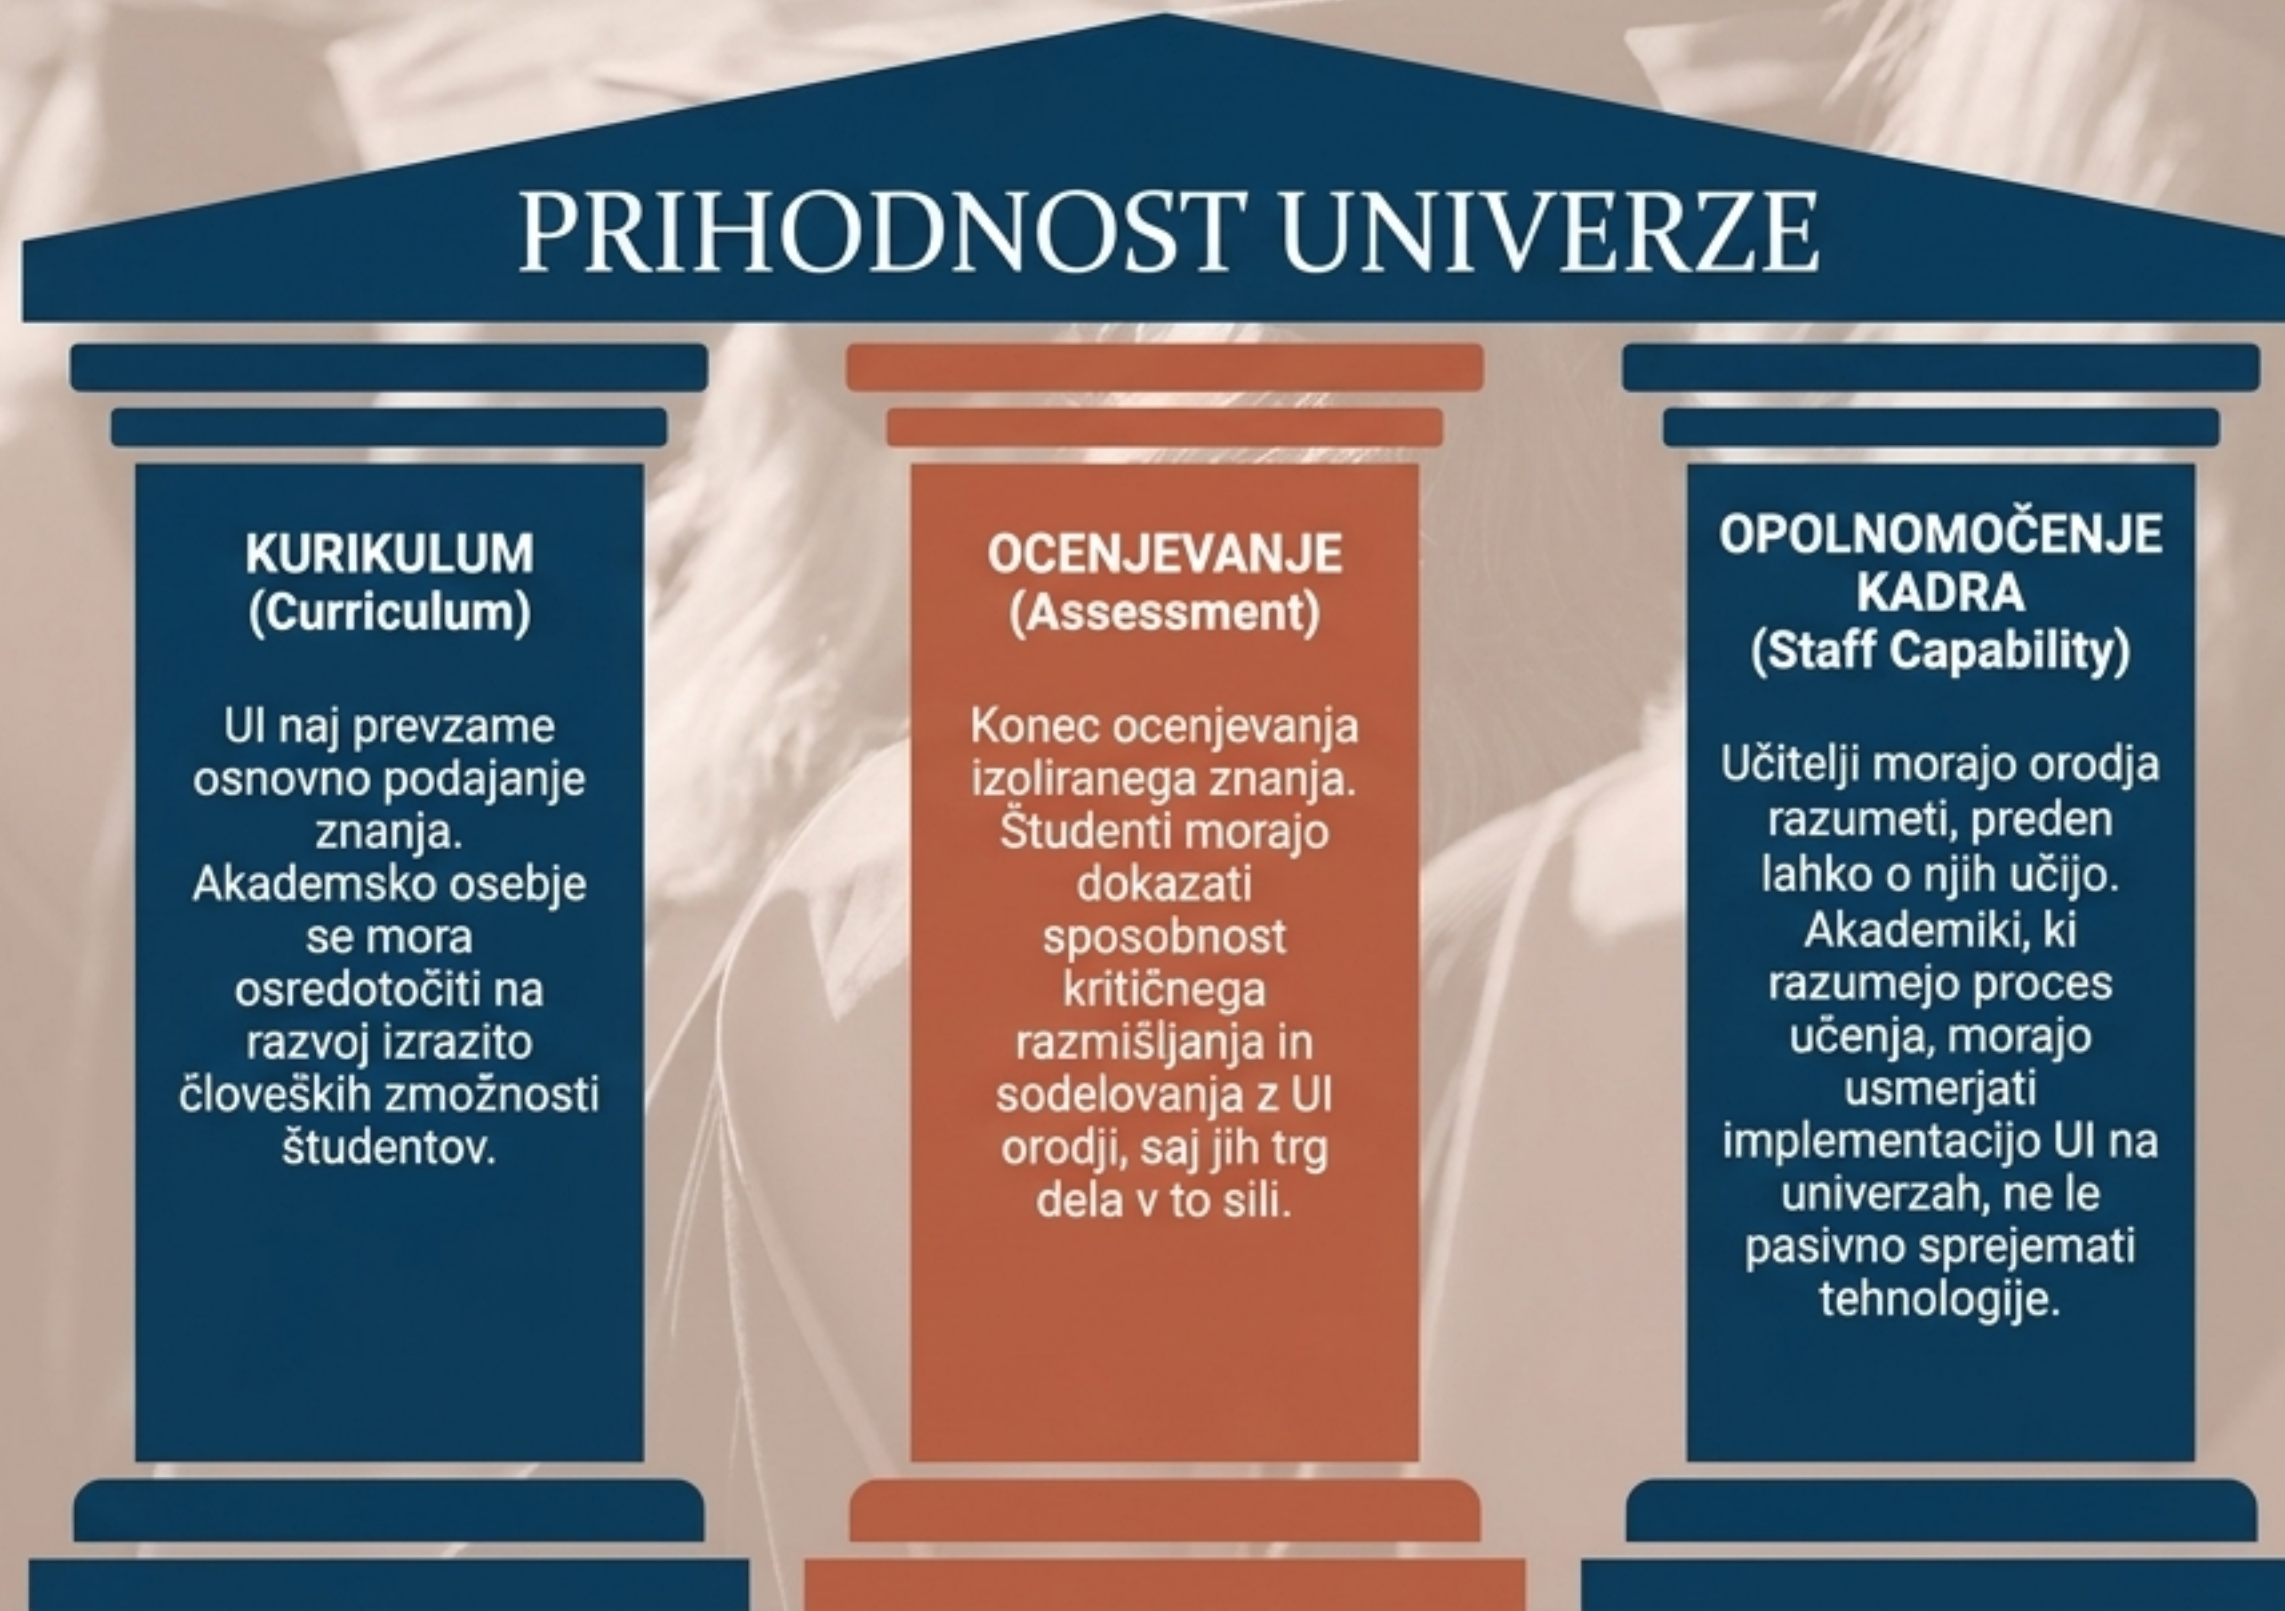 PRIHODNOST UNIVERZE
KURIKULUM
(Curriculum)
UI naj prevzame
osnovno podajanje
znanja.
Akademsko osebje
se mora
osredotočiti na
razvoj izrazito
človeških zmožnosti
študentov.
OCENJEVANJE
(Assessment)
Konec ocenjevanja
izoliranega znanja.
Študenti morajo
dokazati
sposobnost
kritičnega
razmišljanja in
sodelovanja z UI
orodji, saj jih trg
dela v to sili.
OPOLNOMOČENJE
KADRA
(Staff Capability)
Učitelji morajo orodja
razumeti, preden
lahko o njih učijo.
Akademiki, ki
razumejo proces
učenja, morajo
usmerjati
implementacijo UI na
univerzah, ne le
pasivno sprejemati
tehnologije.